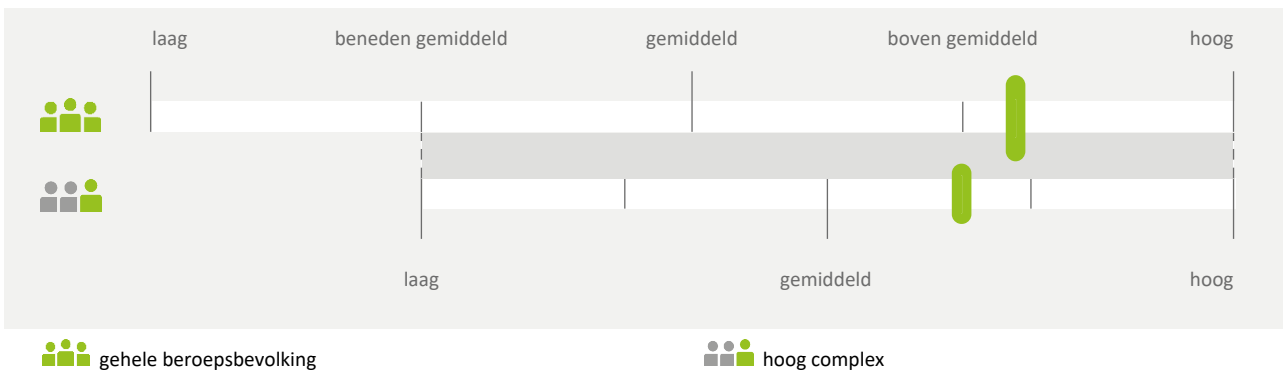 laag beneden gemiddeld gemiddeld boven gemiddeld hoog
laag gemiddeld hoog
gehele beroepsbevolking hoog complex